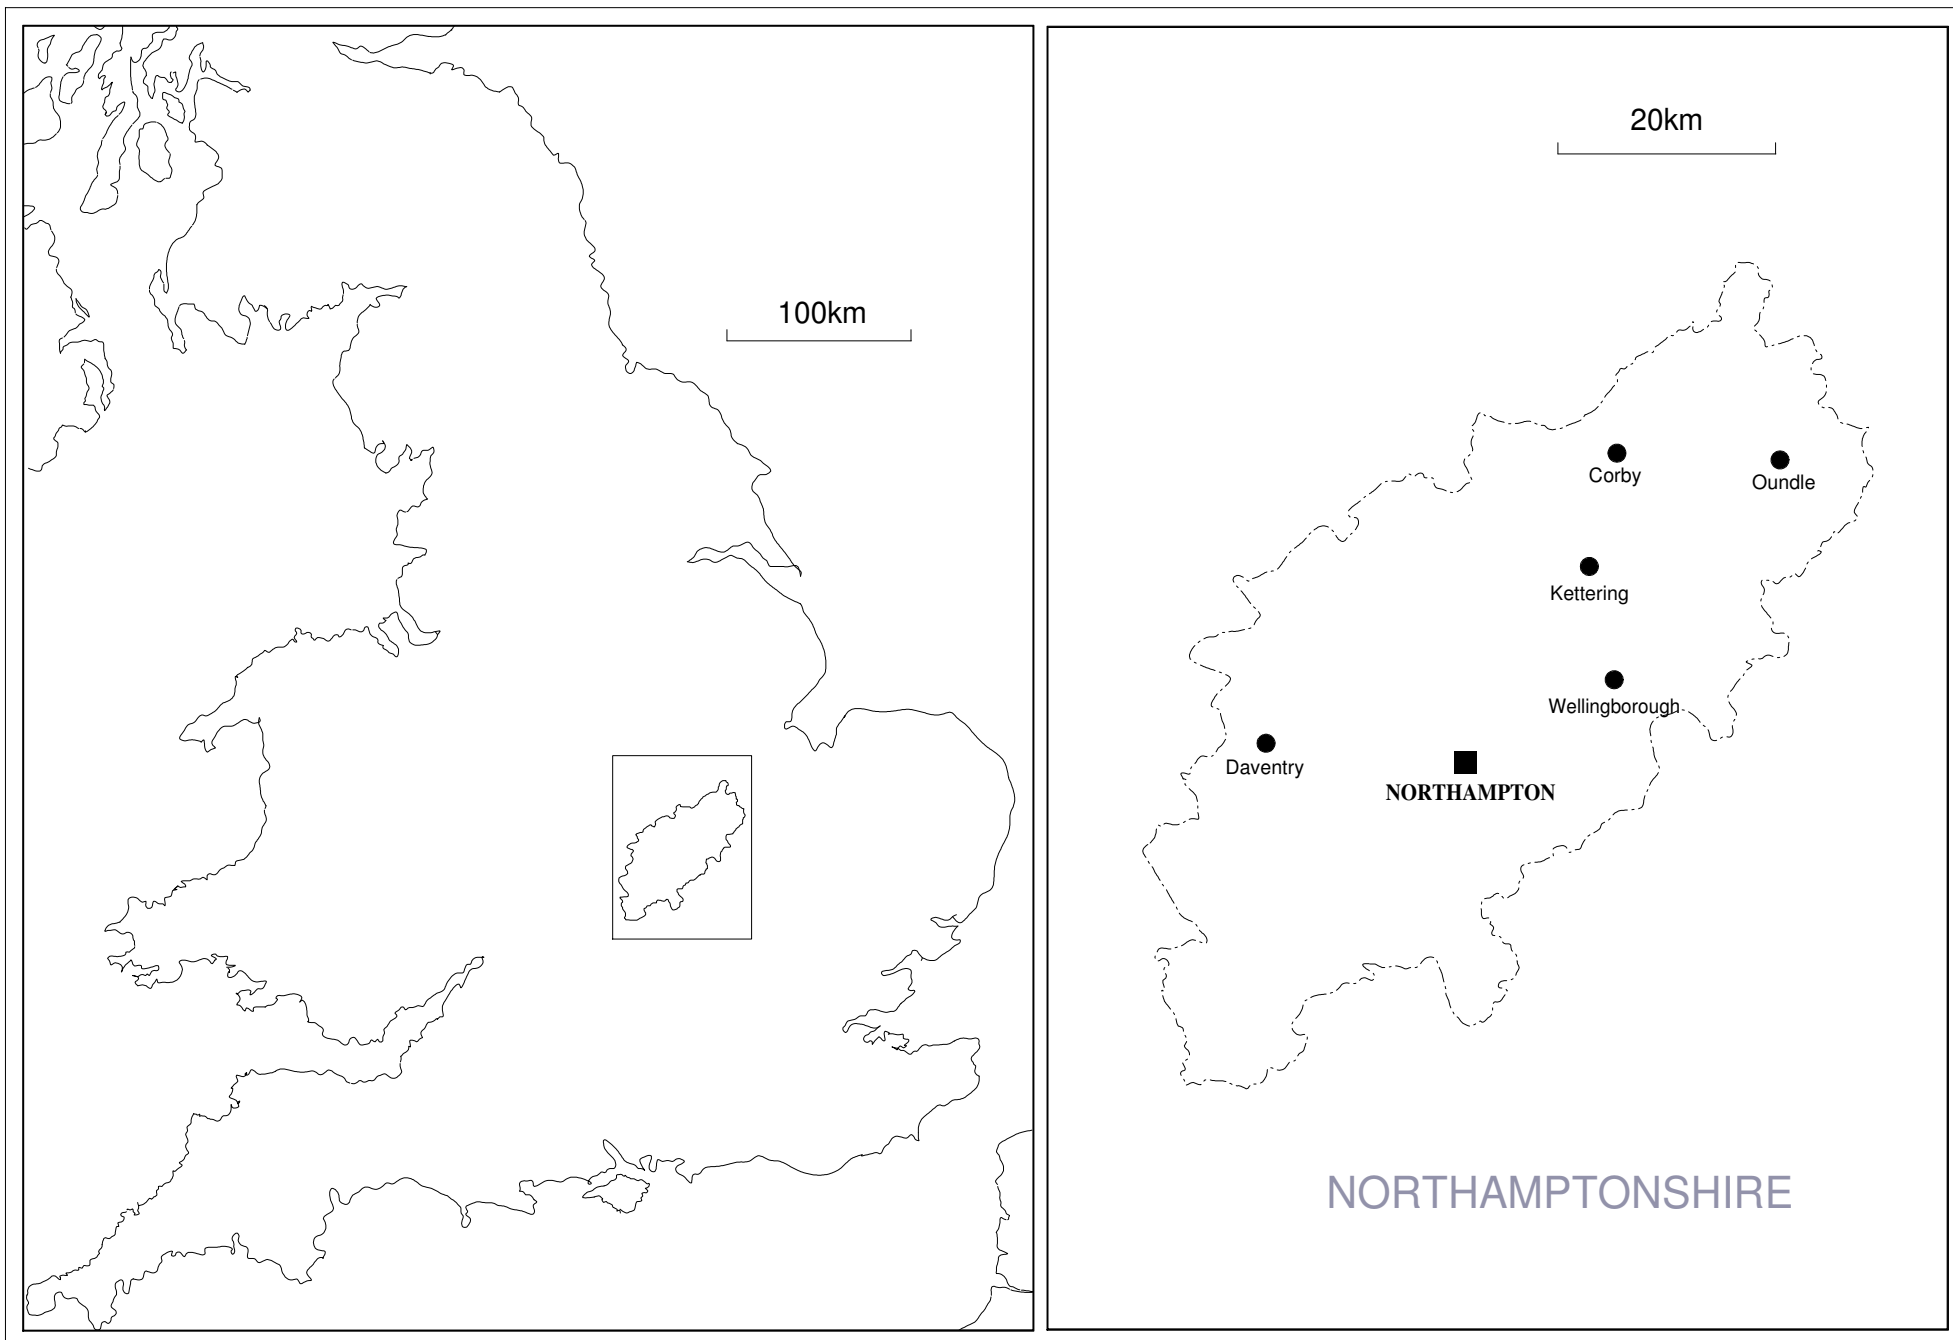 100km
20km
Corby
Oundle
Kettering
Wellingborough
Daventry
NORTHAMPTON
NORTHAMPTONSHIRE